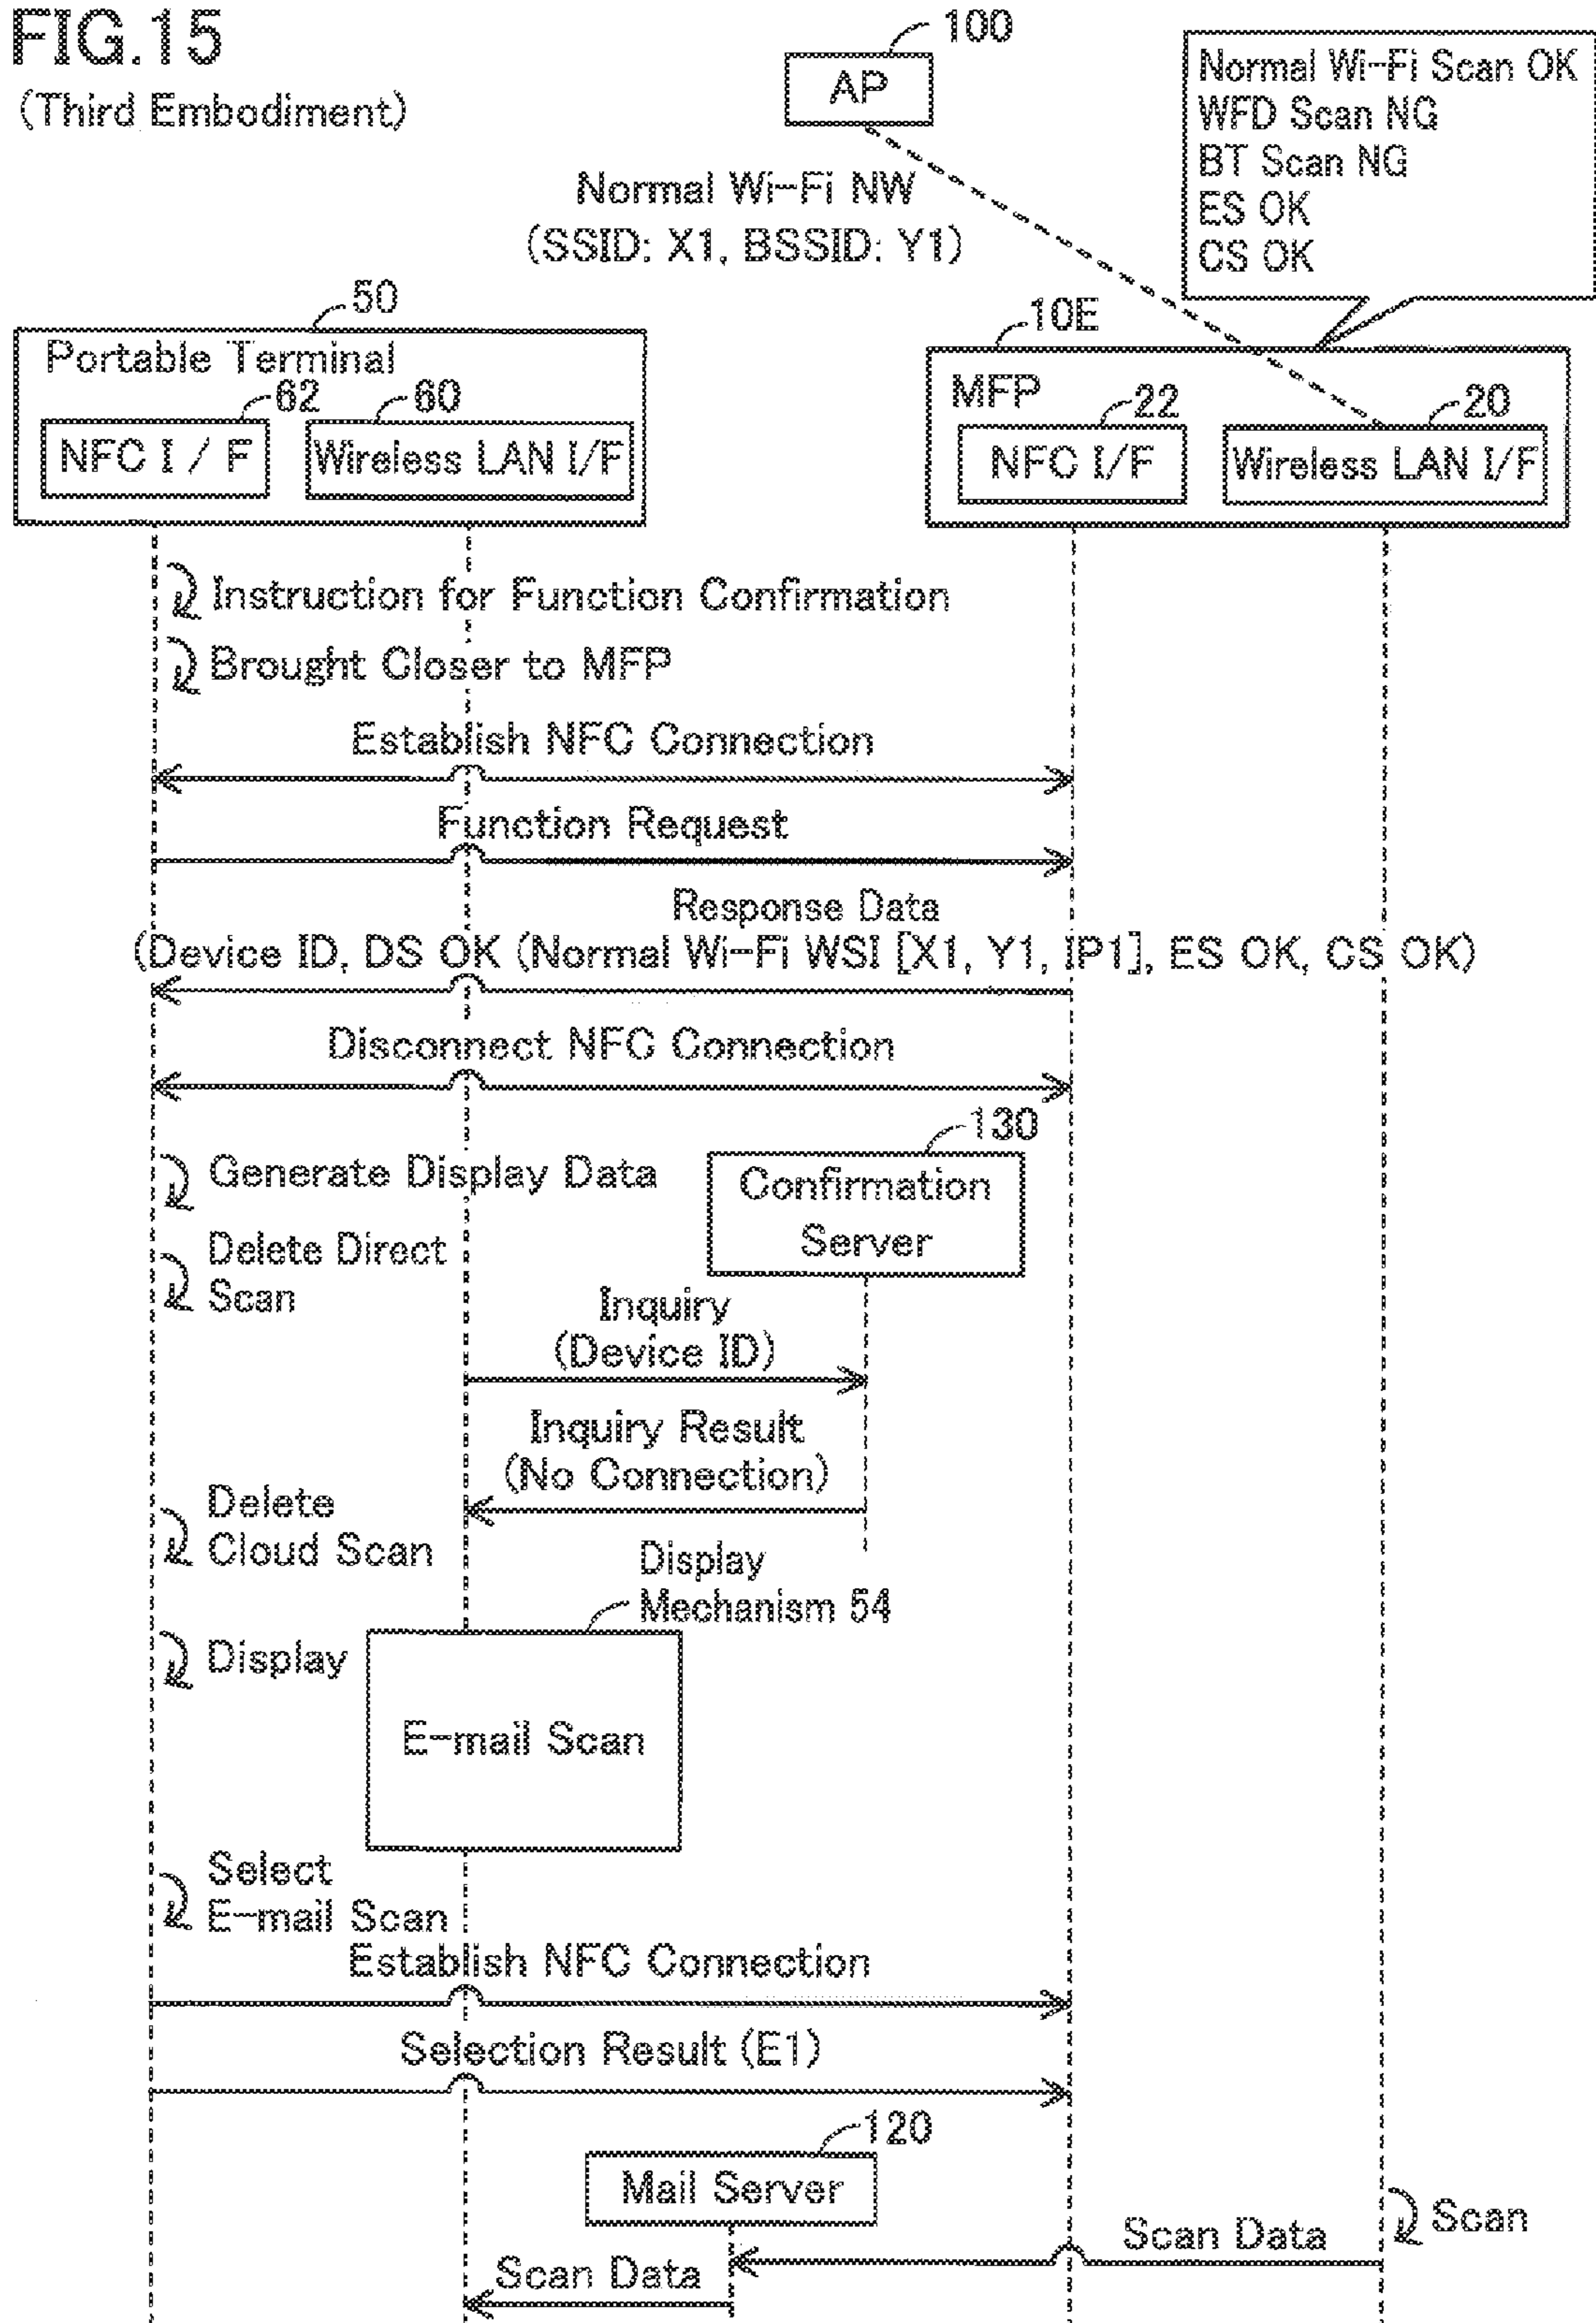 FIG.15
(Third Embodiment)
100
AP
Normal Wi-Fi Scan OK
WFD Scan NG
BT Scan NG
ES OK
CS OK
Normal Wi-Fi NW
(SSID: X1, BSSID: Y1)
50
Portable Terminal
62
60
NFC I / F
Wireless LAN I/F
10E
MFP
22
20
NFC I/F
Wireless LAN I/F
Instruction for Function Confirmation
Brought Closer to MFP
Establish NFC Connection
Function Request
Response Data
(Device ID, DS OK (Normal Wi-Fi WSI [X1, Y1, IP1], ES OK, CS OK)
Disconnect NFC Connection
130
Generate Display Data
Confirmation
Server
Delete Direct
Scan
Inquiry
(Device ID)
Inquiry Result
(No Connection)
Delete
Cloud Scan
Display
Mechanism 54
Display
E-mail Scan
Select
E-mail Scan
Establish NFC Connection
Selection Result (E1)
120
Mail Server
Scan
Scan Data
Scan Data